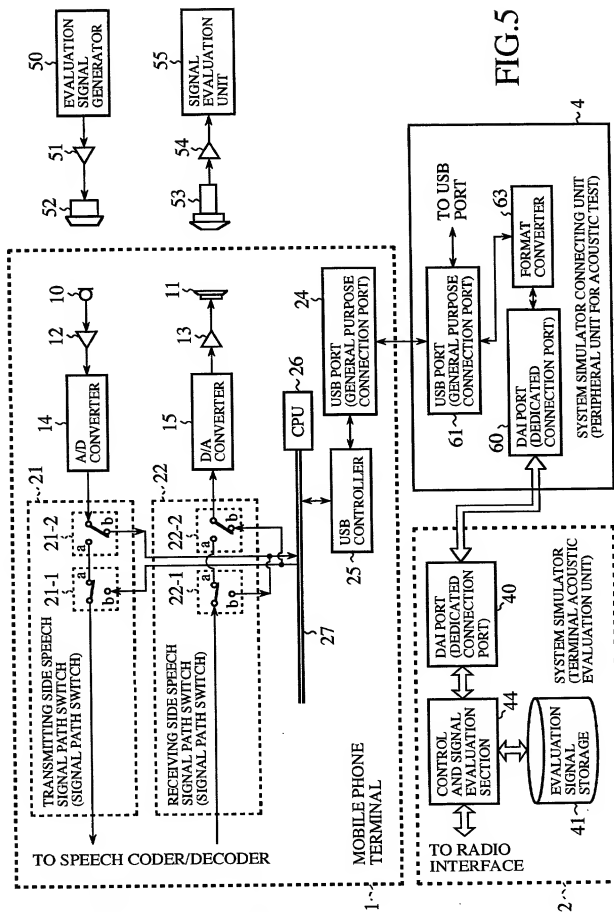 50
EVALUATION
SIGNAL
GENERATOR
51
52
55
SIGNAL
EVALUATION
UNIT
54
53
FIG.5
10
12
14
A/D
CONVERTER
21
21-2
a
b
21-1
a
b
TRANSMITTING SIDE SPEECH
SIGNAL PATH SWITCH
(SIGNAL PATH SWITCH)
11
13
15
D/A
CONVERTER
22
22-2
a
b
22-1
a
b
RECEIVING SIDE SPEECH
SIGNAL PATH SWITCH
(SIGNAL PATH SWITCH)
TO SPEECH CODER/DECODER
26
CPU
27
24
USB PORT
(GENERAL PURPOSE
CONNECTION PORT)
USB
CONTROLLER
25
MOBILE PHONE
TERMINAL
1
4
TO USB
PORT
USB PORT
(GENERAL PURPOSE
CONNECTION PORT)
61
63
FORMAT
CONVERTER
DAI PORT
(DEDICATED
CONNECTION PORT)
60
SYSTEM SIMULATOR
CONNECTING UNIT
(PERIPHERAL UNIT FOR ACOUSTIC TEST)
DAI PORT
(DEDICATED
CONNECTION
PORT)
40
44
CONTROL
AND SIGNAL
EVALUATION
SECTION
EVALUATION
SIGNAL
STORAGE
41
SYSTEM SIMULATOR
(TERMINAL ACOUSTIC
EVALUATION UNIT)
TO RADIO
INTERFACE
2